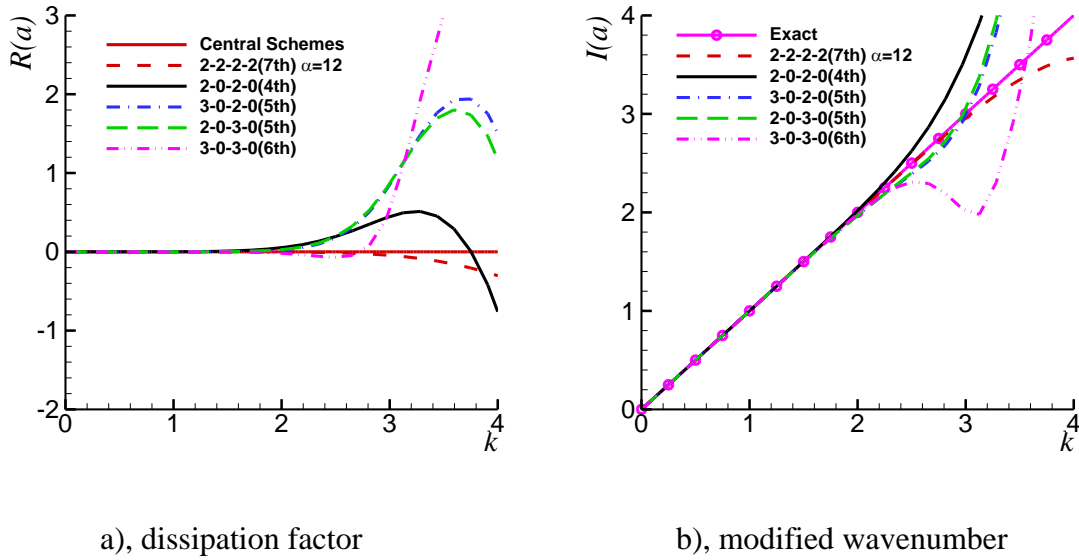 R(a)
3
2
1
0
-1
-2
0
1
2
3
4
k
Central Schemes
2-2-2-2(7th) α=12
2-0-2-0(4th)
3-0-2-0(5th)
2-0-3-0(5th)
3-0-3-0(6th)
a), dissipation factor
I(a)
4
3
2
1
0
0
1
2
3
4
k
Exact
2-2-2-2(7th) α=12
2-0-2-0(4th)
3-0-2-0(5th)
2-0-3-0(5th)
3-0-3-0(6th)
b), modified wavenumber